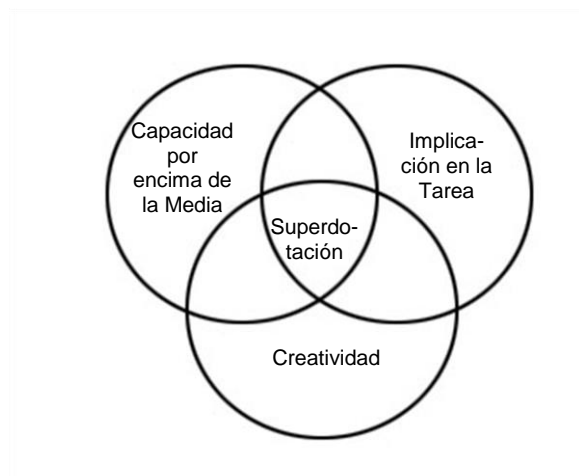 Capacidad
por
encima de
la Media
Implica-
ción en la
Tarea
Superdo-
tación
Creatividad